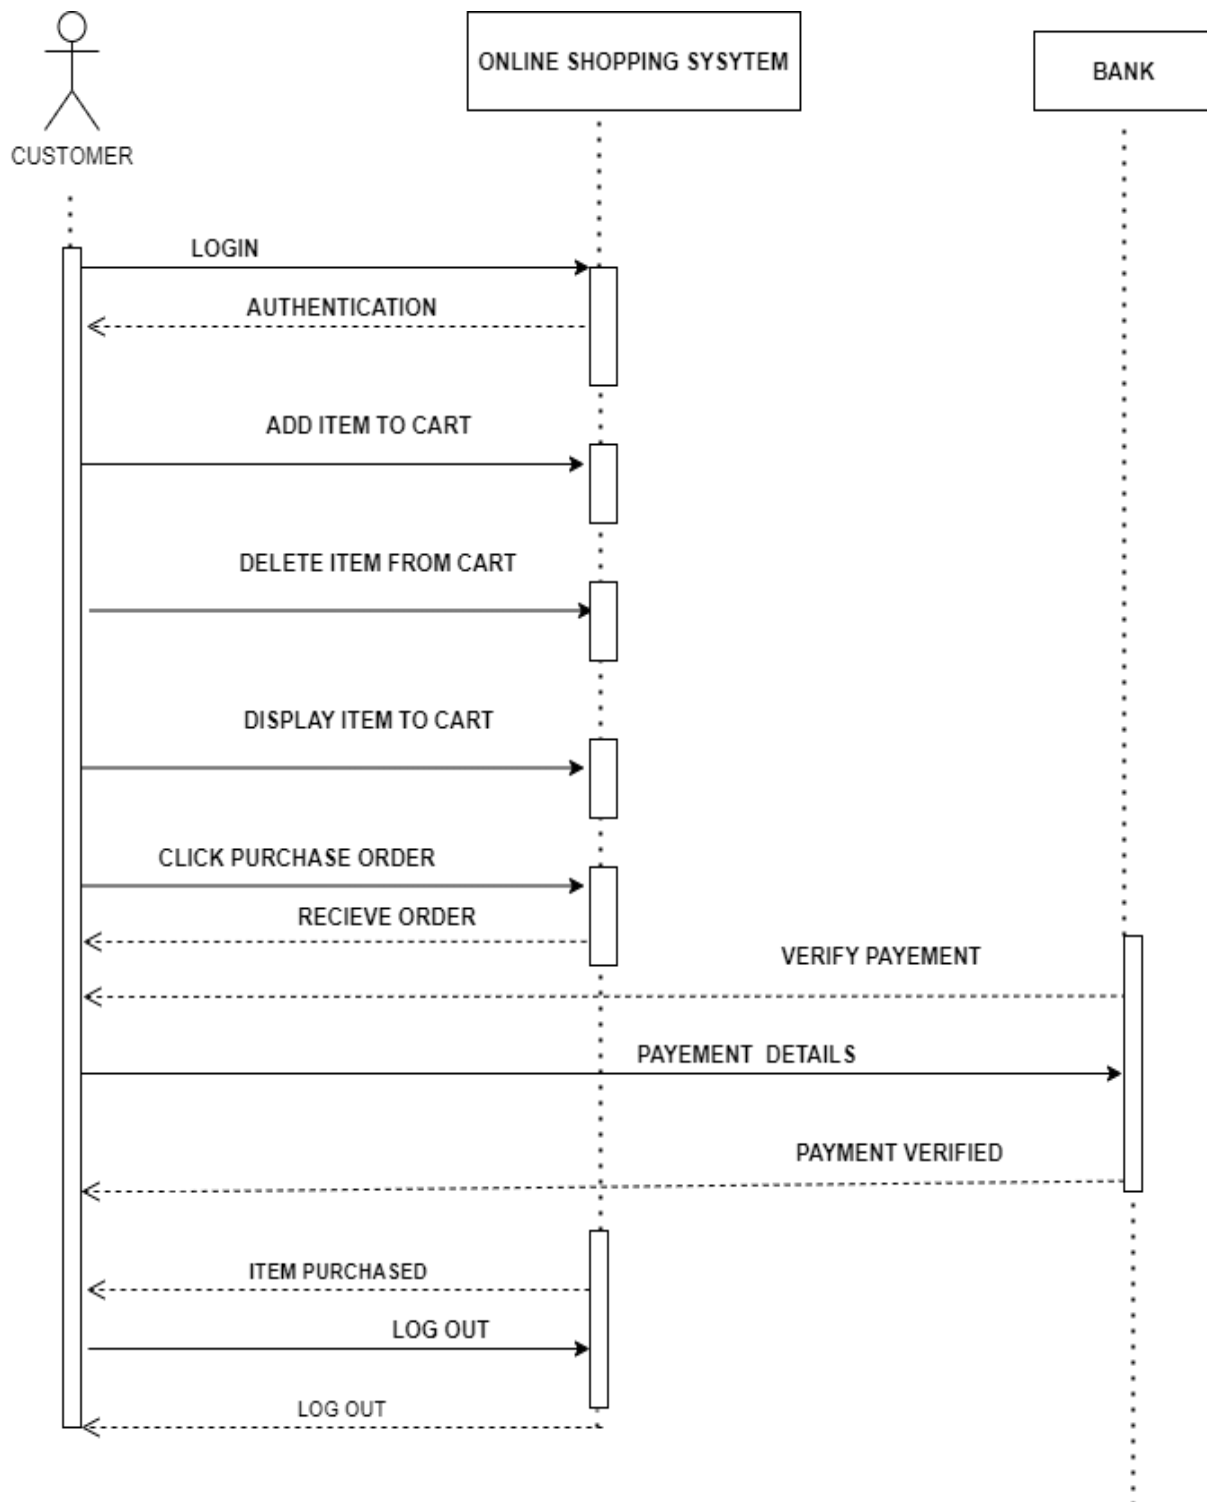 ONLINE SHOPPING SYSYTEM
BANK
CUSTOMER
LOGIN
AUTHENTICATION
ADD ITEM TO CART
DELETE ITEM FROM CART
DISPLAY ITEM TO CART
CLICK PURCHASE ORDER
RECIEVE ORDER
VERIFY PAYEMENT
PAYEMENT DETAILS
PAYMENT VERIFIED
ITEM PURCHASED
LOG OUT
LOG OUT